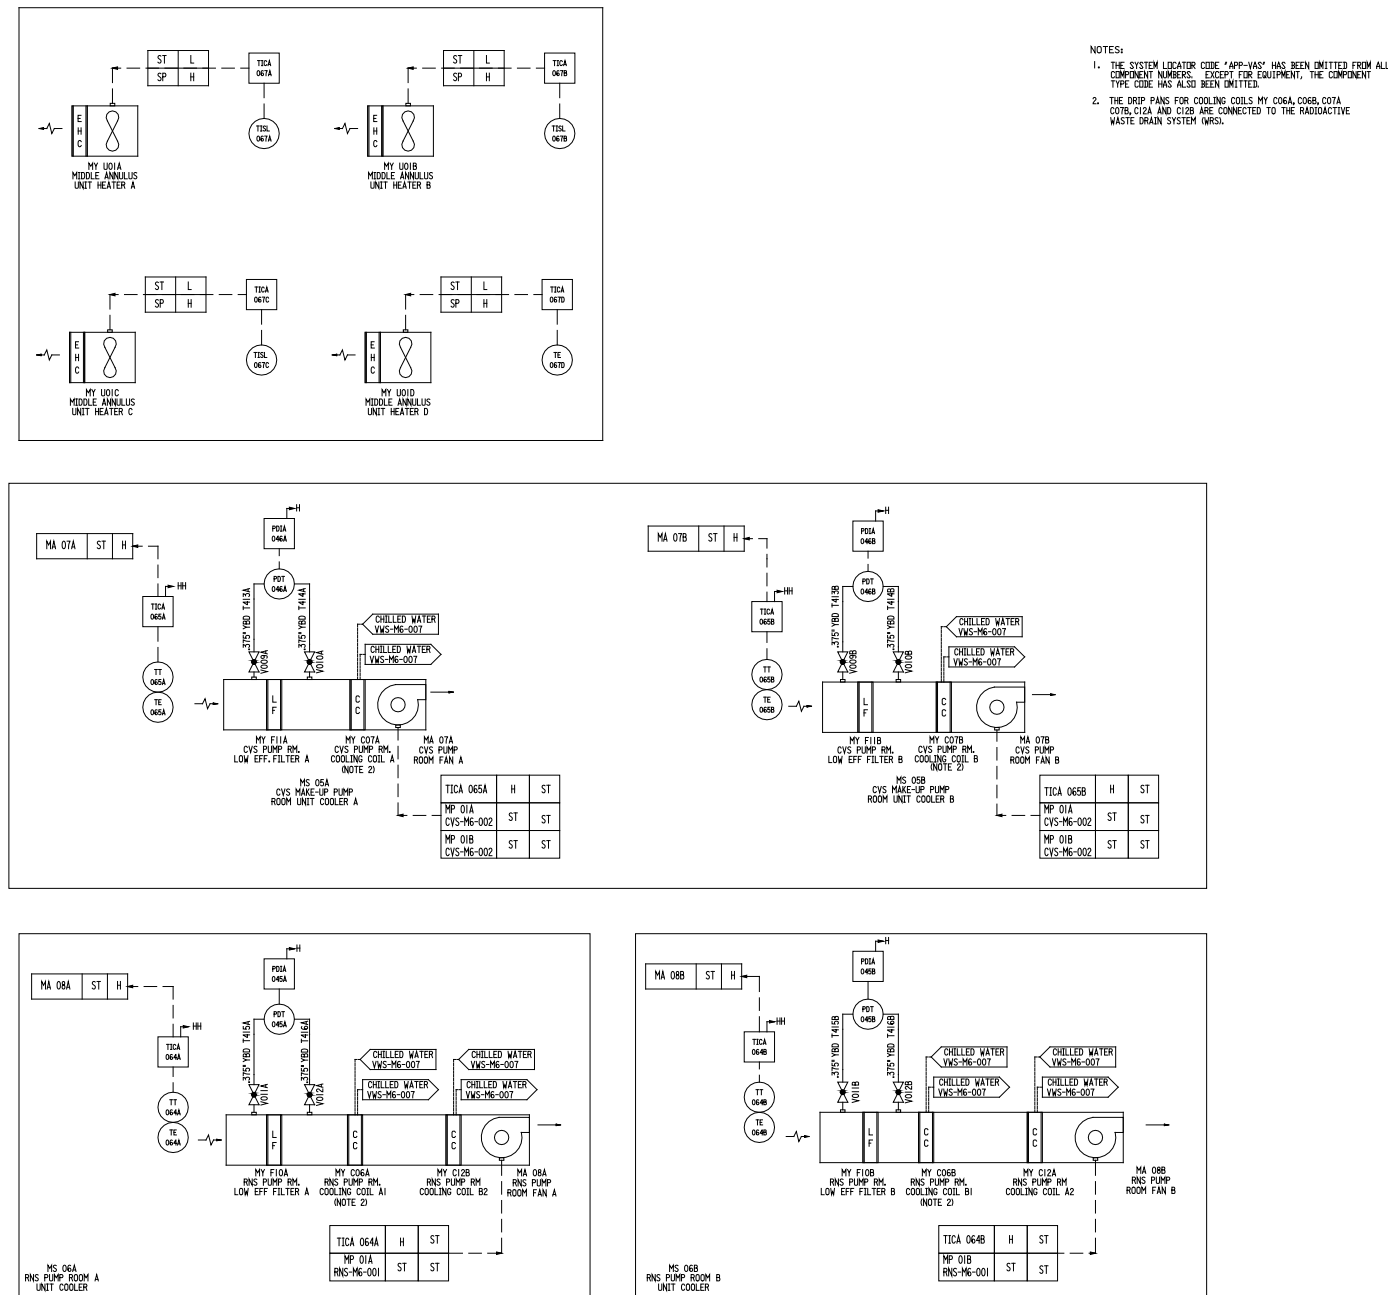 NOTES:
1. THE SYSTEM LOCATOR CODE "APP-VAS" HAS BEEN OMITTED FROM ALL
COMPONENT NUMBERS. EXCEPT FOR EQUIPMENT, THE COMPONENT
TYPE CODE HAS ALSO BEEN OMITTED.
2. THE DRIP PANS FOR COOLING COILS MY C06A, C06B, C07A
C07B, C12A AND C12B ARE CONNECTED TO THE RADIOACTIVE
WASTE DRAIN SYSTEM (WRS).
ST L
SP H
TICA
067A
TISL
067A
E
H
C
MY U01A
MIDDLE ANNULUS
UNIT HEATER A
ST L
SP H
TICA
067B
TISL
067B
E
H
C
MY U01B
MIDDLE ANNULUS
UNIT HEATER B
ST L
SP H
TICA
067C
TISL
067C
E
H
C
MY U01C
MIDDLE ANNULUS
UNIT HEATER C
ST L
SP H
TICA
067D
TE
067D
E
H
C
MY U01D
MIDDLE ANNULUS
UNIT HEATER D
MA 07A ST H
HH
TICA
065A
TT
065A
TE
065A
H
PDIA
046A
PDT
046A
.375" YBD T413A
.375" YBD T414A
V009A
V010A
CHILLED WATER
VWS-M6-007
CHILLED WATER
VWS-M6-007
L
F
C
C
MY F11A
CVS PUMP RM.
LOW EFF. FILTER A
MY C07A
CVS PUMP RM.
COOLING COIL A
(NOTE 2)
MA 07A
CVS PUMP
ROOM FAN A
MS 05A
CVS MAKE-UP PUMP
ROOM UNIT COOLER A
TICA 065A H ST
MP 01A
CVS-M6-002 ST ST
MP 01B
CVS-M6-002 ST ST
MA 07B ST H
HH
TICA
065B
TT
065B
TE
065B
H
PDIA
046B
PDT
046B
.375" YBD T413B
.375" YBD T414B
V009B
V010B
CHILLED WATER
VWS-M6-007
CHILLED WATER
VWS-M6-007
L
F
C
C
MY F11B
CVS PUMP RM.
LOW EFF FILTER B
MY C07B
CVS PUMP RM.
COOLING COIL B
(NOTE 2)
MA 07B
CVS PUMP
ROOM FAN B
MS 05B
CVS MAKE-UP PUMP
ROOM UNIT COOLER B
TICA 065B H ST
MP 01A
CVS-M6-002 ST ST
MP 01B
CVS-M6-002 ST ST
MA 08A ST H
HH
TICA
064A
TT
064A
TE
064A
H
PDIA
045A
PDT
045A
.375" YBD T415A
.375" YBD T416A
V011A
V012A
CHILLED WATER
VWS-M6-007
CHILLED WATER
VWS-M6-007
CHILLED WATER
VWS-M6-007
CHILLED WATER
VWS-M6-007
L
F
C
C
C
C
MY F10A
RNS PUMP RM.
LOW EFF FILTER A
MY C06A
RNS PUMP RM.
COOLING COIL A1
(NOTE 2)
MY C12B
RNS PUMP RM
COOLING COIL B2
MA 08A
RNS PUMP
ROOM FAN A
TICA 064A H ST
MP 01A
RNS-M6-001 ST ST
MS 06A
RNS PUMP ROOM A
UNIT COOLER
MA 08B ST H
HH
TICA
064B
TT
064B
TE
064B
H
PDIA
045B
PDT
045B
.375" YBD T415B
.375" YBD T416B
V011B
V012B
CHILLED WATER
VWS-M6-007
CHILLED WATER
VWS-M6-007
CHILLED WATER
VWS-M6-007
CHILLED WATER
VWS-M6-007
L
F
C
C
C
C
MY F10B
RNS PUMP RM.
LOW EFF FILTER B
MY C06B
RNS PUMP RM.
COOLING COIL B1
(NOTE 2)
MY C12A
RNS PUMP RM
COOLING COIL A2
MA 08B
RNS PUMP
ROOM FAN B
TICA 064B H ST
MP 01B
RNS-M6-001 ST ST
MS 06B
RNS PUMP ROOM B
UNIT COOLER